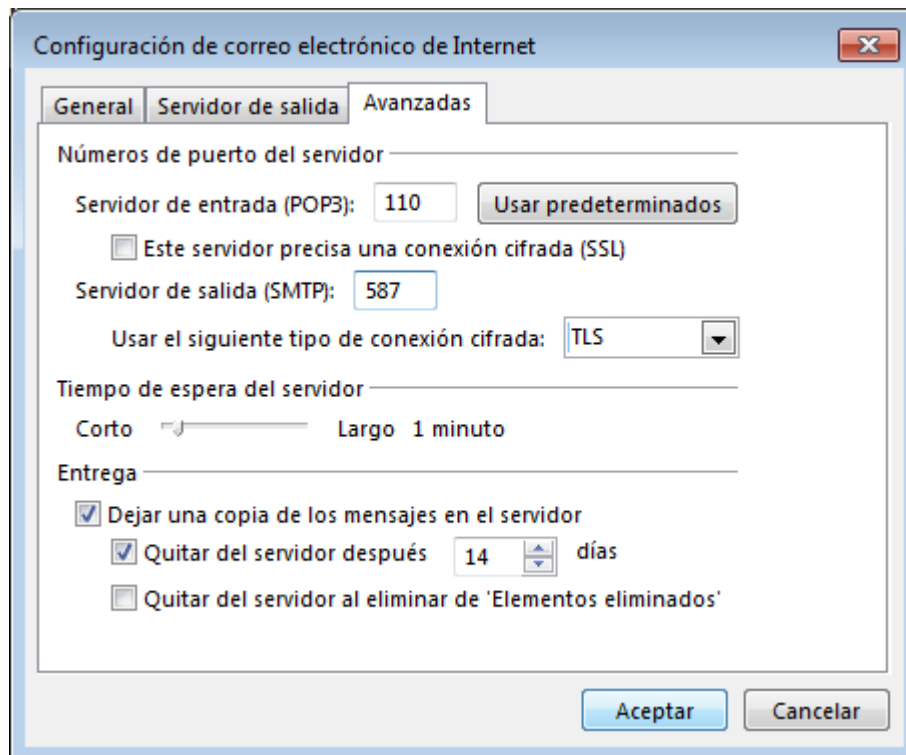 Configuración de correo electrónico de Internet
General Servidor de salida Avanzadas
Números de puerto del servidor
Servidor de entrada (POP3): 110 Usar predeterminados
Este servidor precisa una conexión cifrada (SSL)
Servidor de salida (SMTP): 587
Usar el siguiente tipo de conexión cifrada: TLS
Tiempo de espera del servidor
Corto Largo 1 minuto
Entrega
Dejar una copia de los mensajes en el servidor
Quitar del servidor después 14 días
Quitar del servidor al eliminar de 'Elementos eliminados'
Aceptar Cancelar